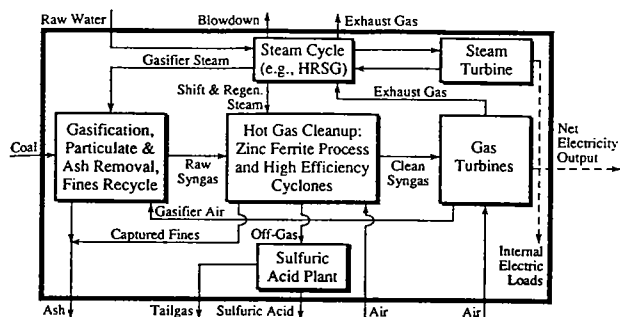 Raw Water
Blowdown
Exhaust Gas
Steam Cycle
(e.g., HRSG)
Steam
Turbine
Gasifier Steam
Exhaust Gas
Shift & Regen.
Steam
Gasification,
Particulate &
Ash Removal,
Fines Recycle
Hot Gas Cleanup:
Zinc Ferrite Process
and High Efficiency
Cyclones
Gas
Turbines
Net
Electricity
Output
Coal
Raw
Syngas
Clean
Syngas
Gasifier Air
Captured Fines
Off-Gas
Sulfuric
Acid Plant
Internal
Electric
Loads
Ash
Tailgas
Sulfuric Acid
Air
Air